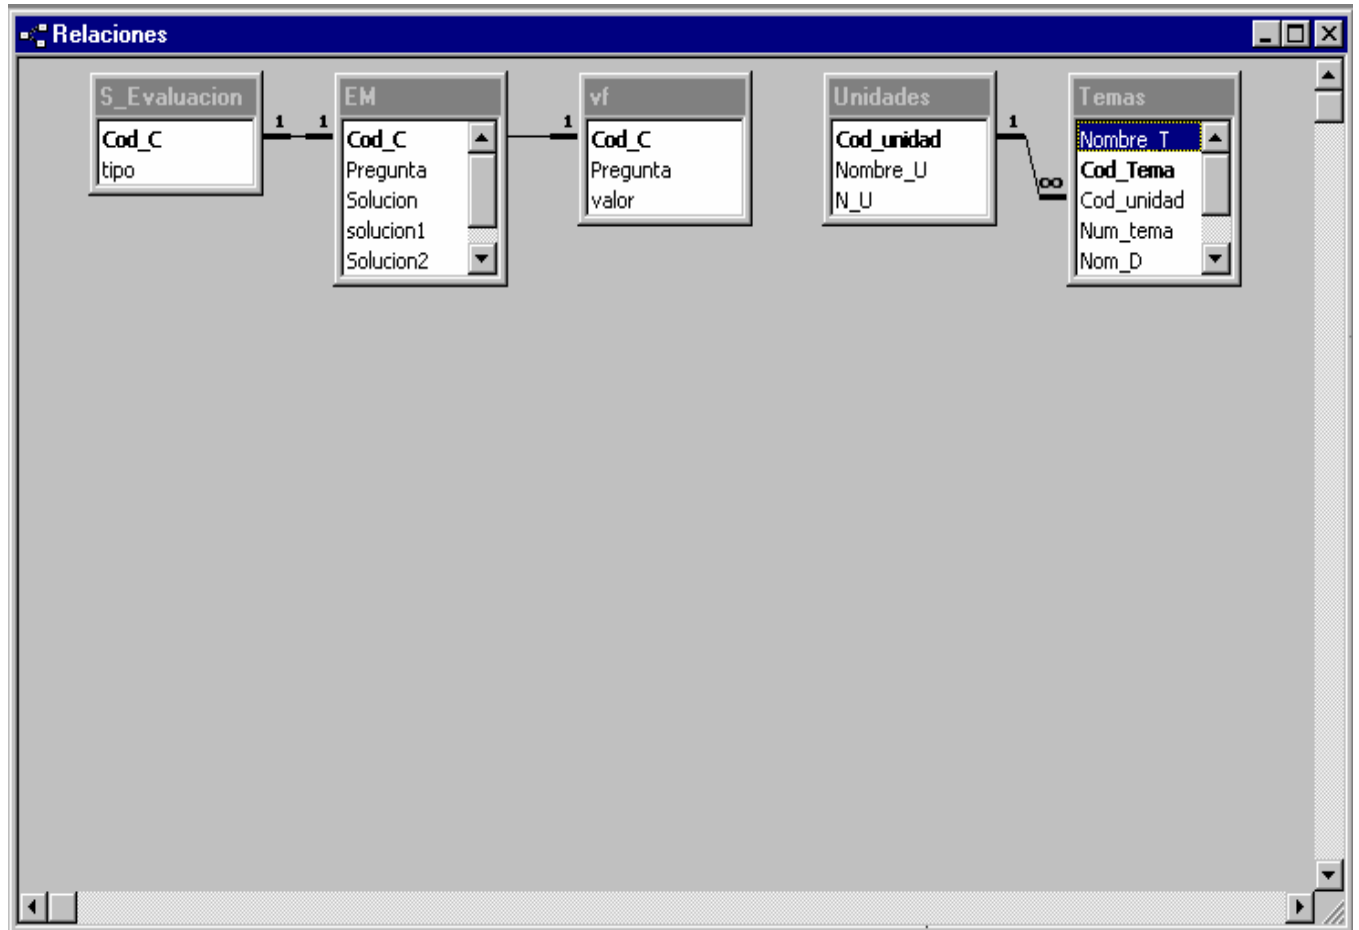 Relaciones
S_Evaluacion
Cod_C
tipo
1 1
EM
Cod_C
Pregunta
Solucion
solucion1
Solucion2
1
vf
Cod_C
Pregunta
valor
Unidades
Cod_unidad
Nombre_U
N_U
1 ∞
Temas
Nombre_T
Cod_Tema
Cod_unidad
Num_tema
Nom_D